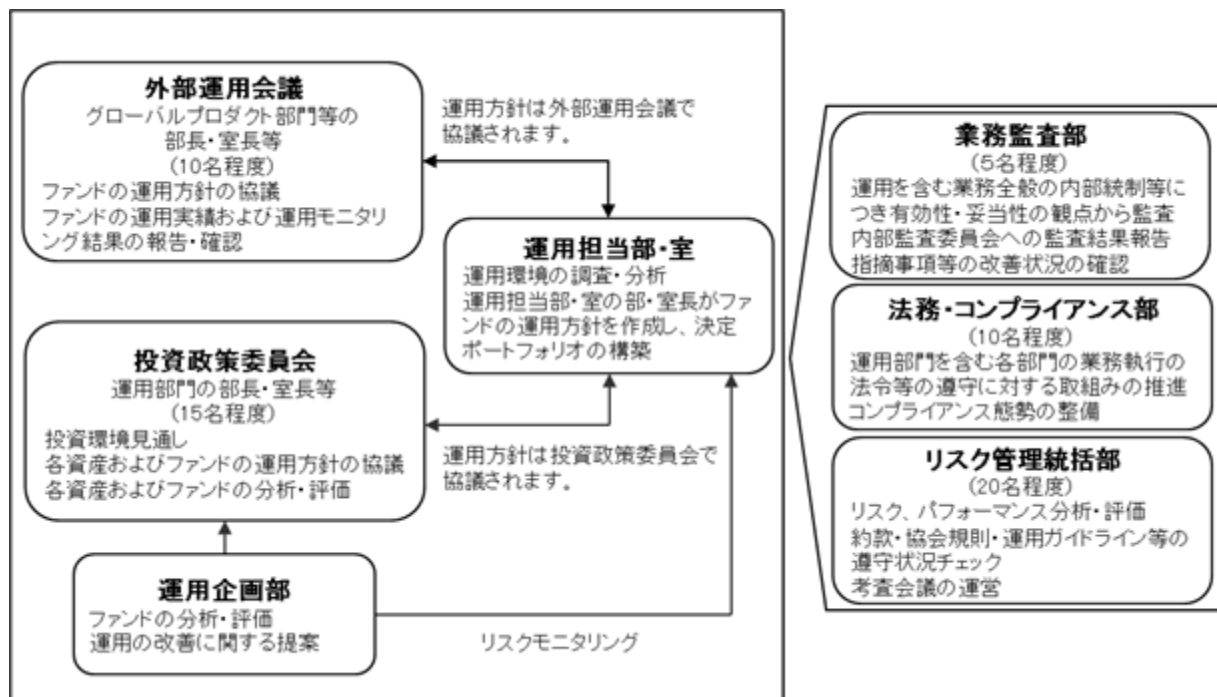 外部運用会議
グローバルプロダクト部門等の
部長・室長等
(10名程度)
ファンドの運用方針の協議
ファンドの運用実績および運用モニタリ
ング結果の報告・確認
運用方針は外部運用会議で
協議されます。
運用担当部・室
運用環境の調査・分析
運用担当部・室の部・室長がファ
ンドの運用方針を作成し、決定
ポートフォリオの構築
投資政策委員会
運用部門の部長・室長等
(15名程度)
投資環境見通し
各資産およびファンドの運用方針の協議
各資産およびファンドの分析・評価
運用方針は投資政策委員会で
協議されます。
運用企画部
ファンドの分析・評価
運用の改善に関する提案
リスクモニタリング
業務監査部
(5名程度)
運用を含む業務全般の内部統制等に
つき有効性・妥当性の観点から監査
内部監査委員会への監査結果報告
指摘事項等の改善状況の確認
法務・コンプライアンス部
(10名程度)
運用部門を含む各部門の業務執行の
法令等の遵守に対する取組みの推進
コンプライアンス態勢の整備
リスク管理統括部
(20名程度)
リスク、パフォーマンス分析・評価
約款・協会規則・運用ガイドライン等の
遵守状況チェック
考査会議の運営